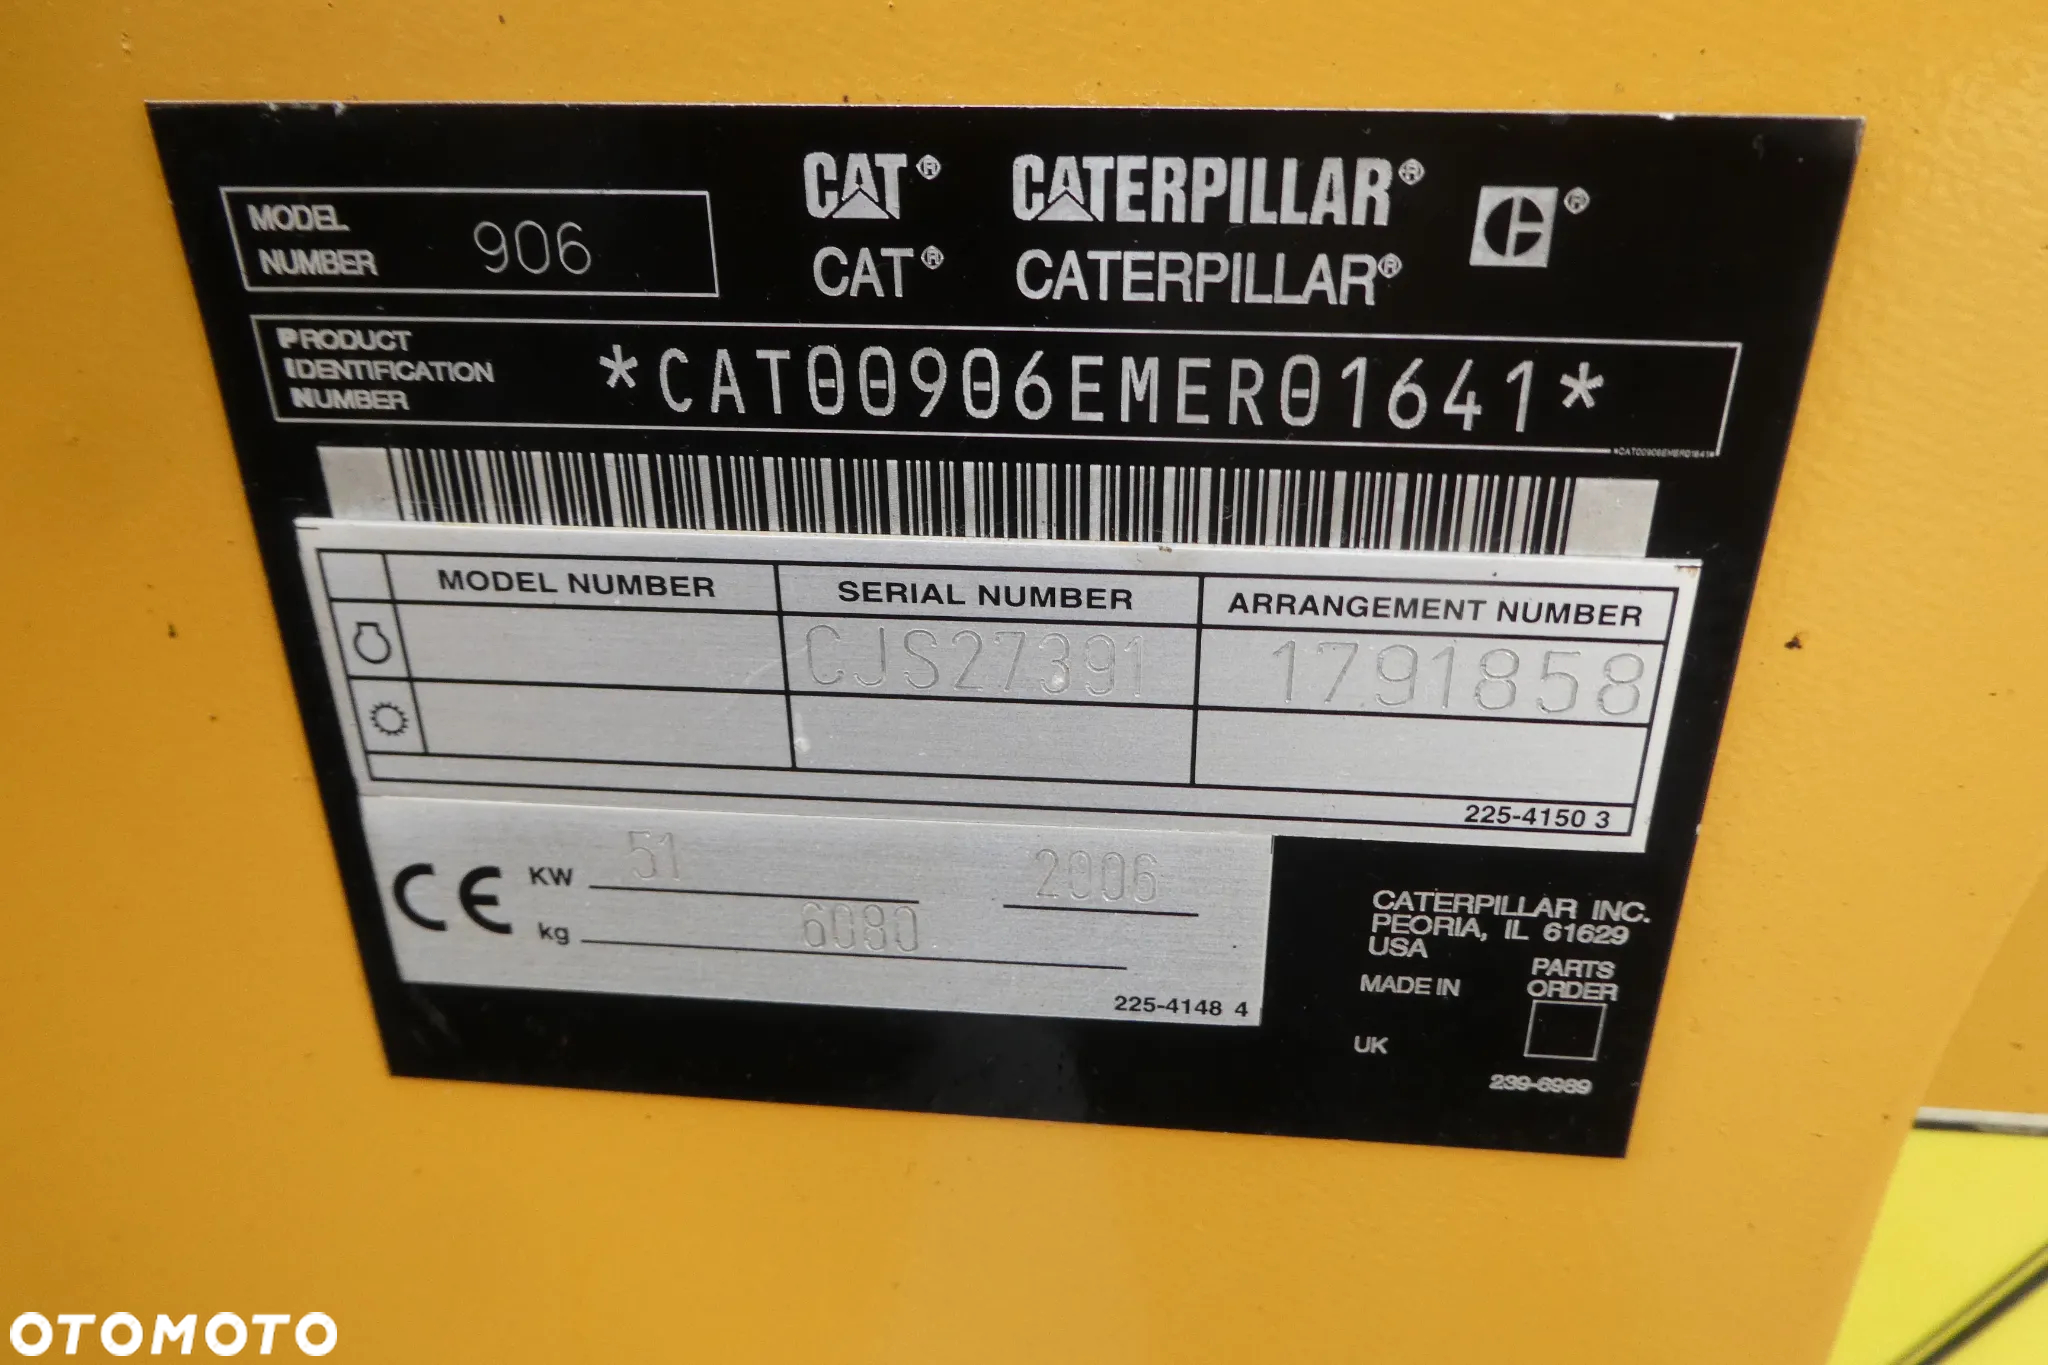 CAT® CATERPILLAR® ®
CAT® CATERPILLAR®
MODEL
NUMBER 906
PRODUCT
IDENTIFICATION
NUMBER
*CAT00906EMER01641*
*CAT00906EMER01641*
MODEL NUMBER SERIAL NUMBER ARRANGEMENT NUMBER
CJS27391 1791858
225-4150 3
CE KW 51 2006
kg 6080
225-4148 4
CATERPILLAR INC.
PEORIA, IL 61629
USA
MADE IN
UK
PARTS
ORDER
239-6989
OTOMOTO